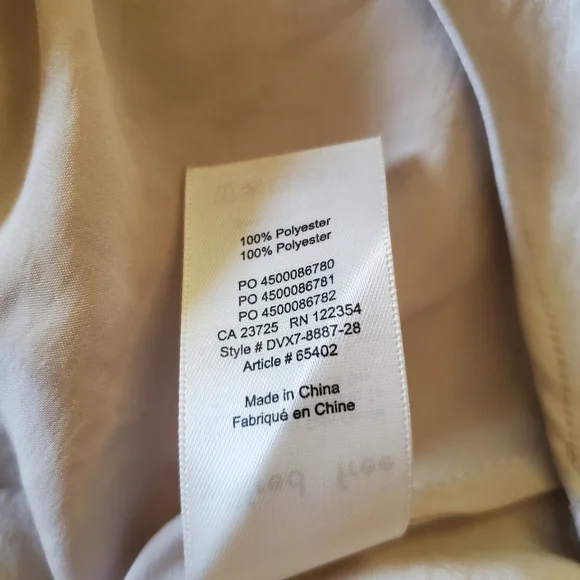 100% Polyester
100% Polyester
PO 4500086780
PO 4500086781
PO 4500086782
CA 23725 RN 122354
Style # DVX7-8887-28
Article # 65402
Made in China
Fabriqué en Chine